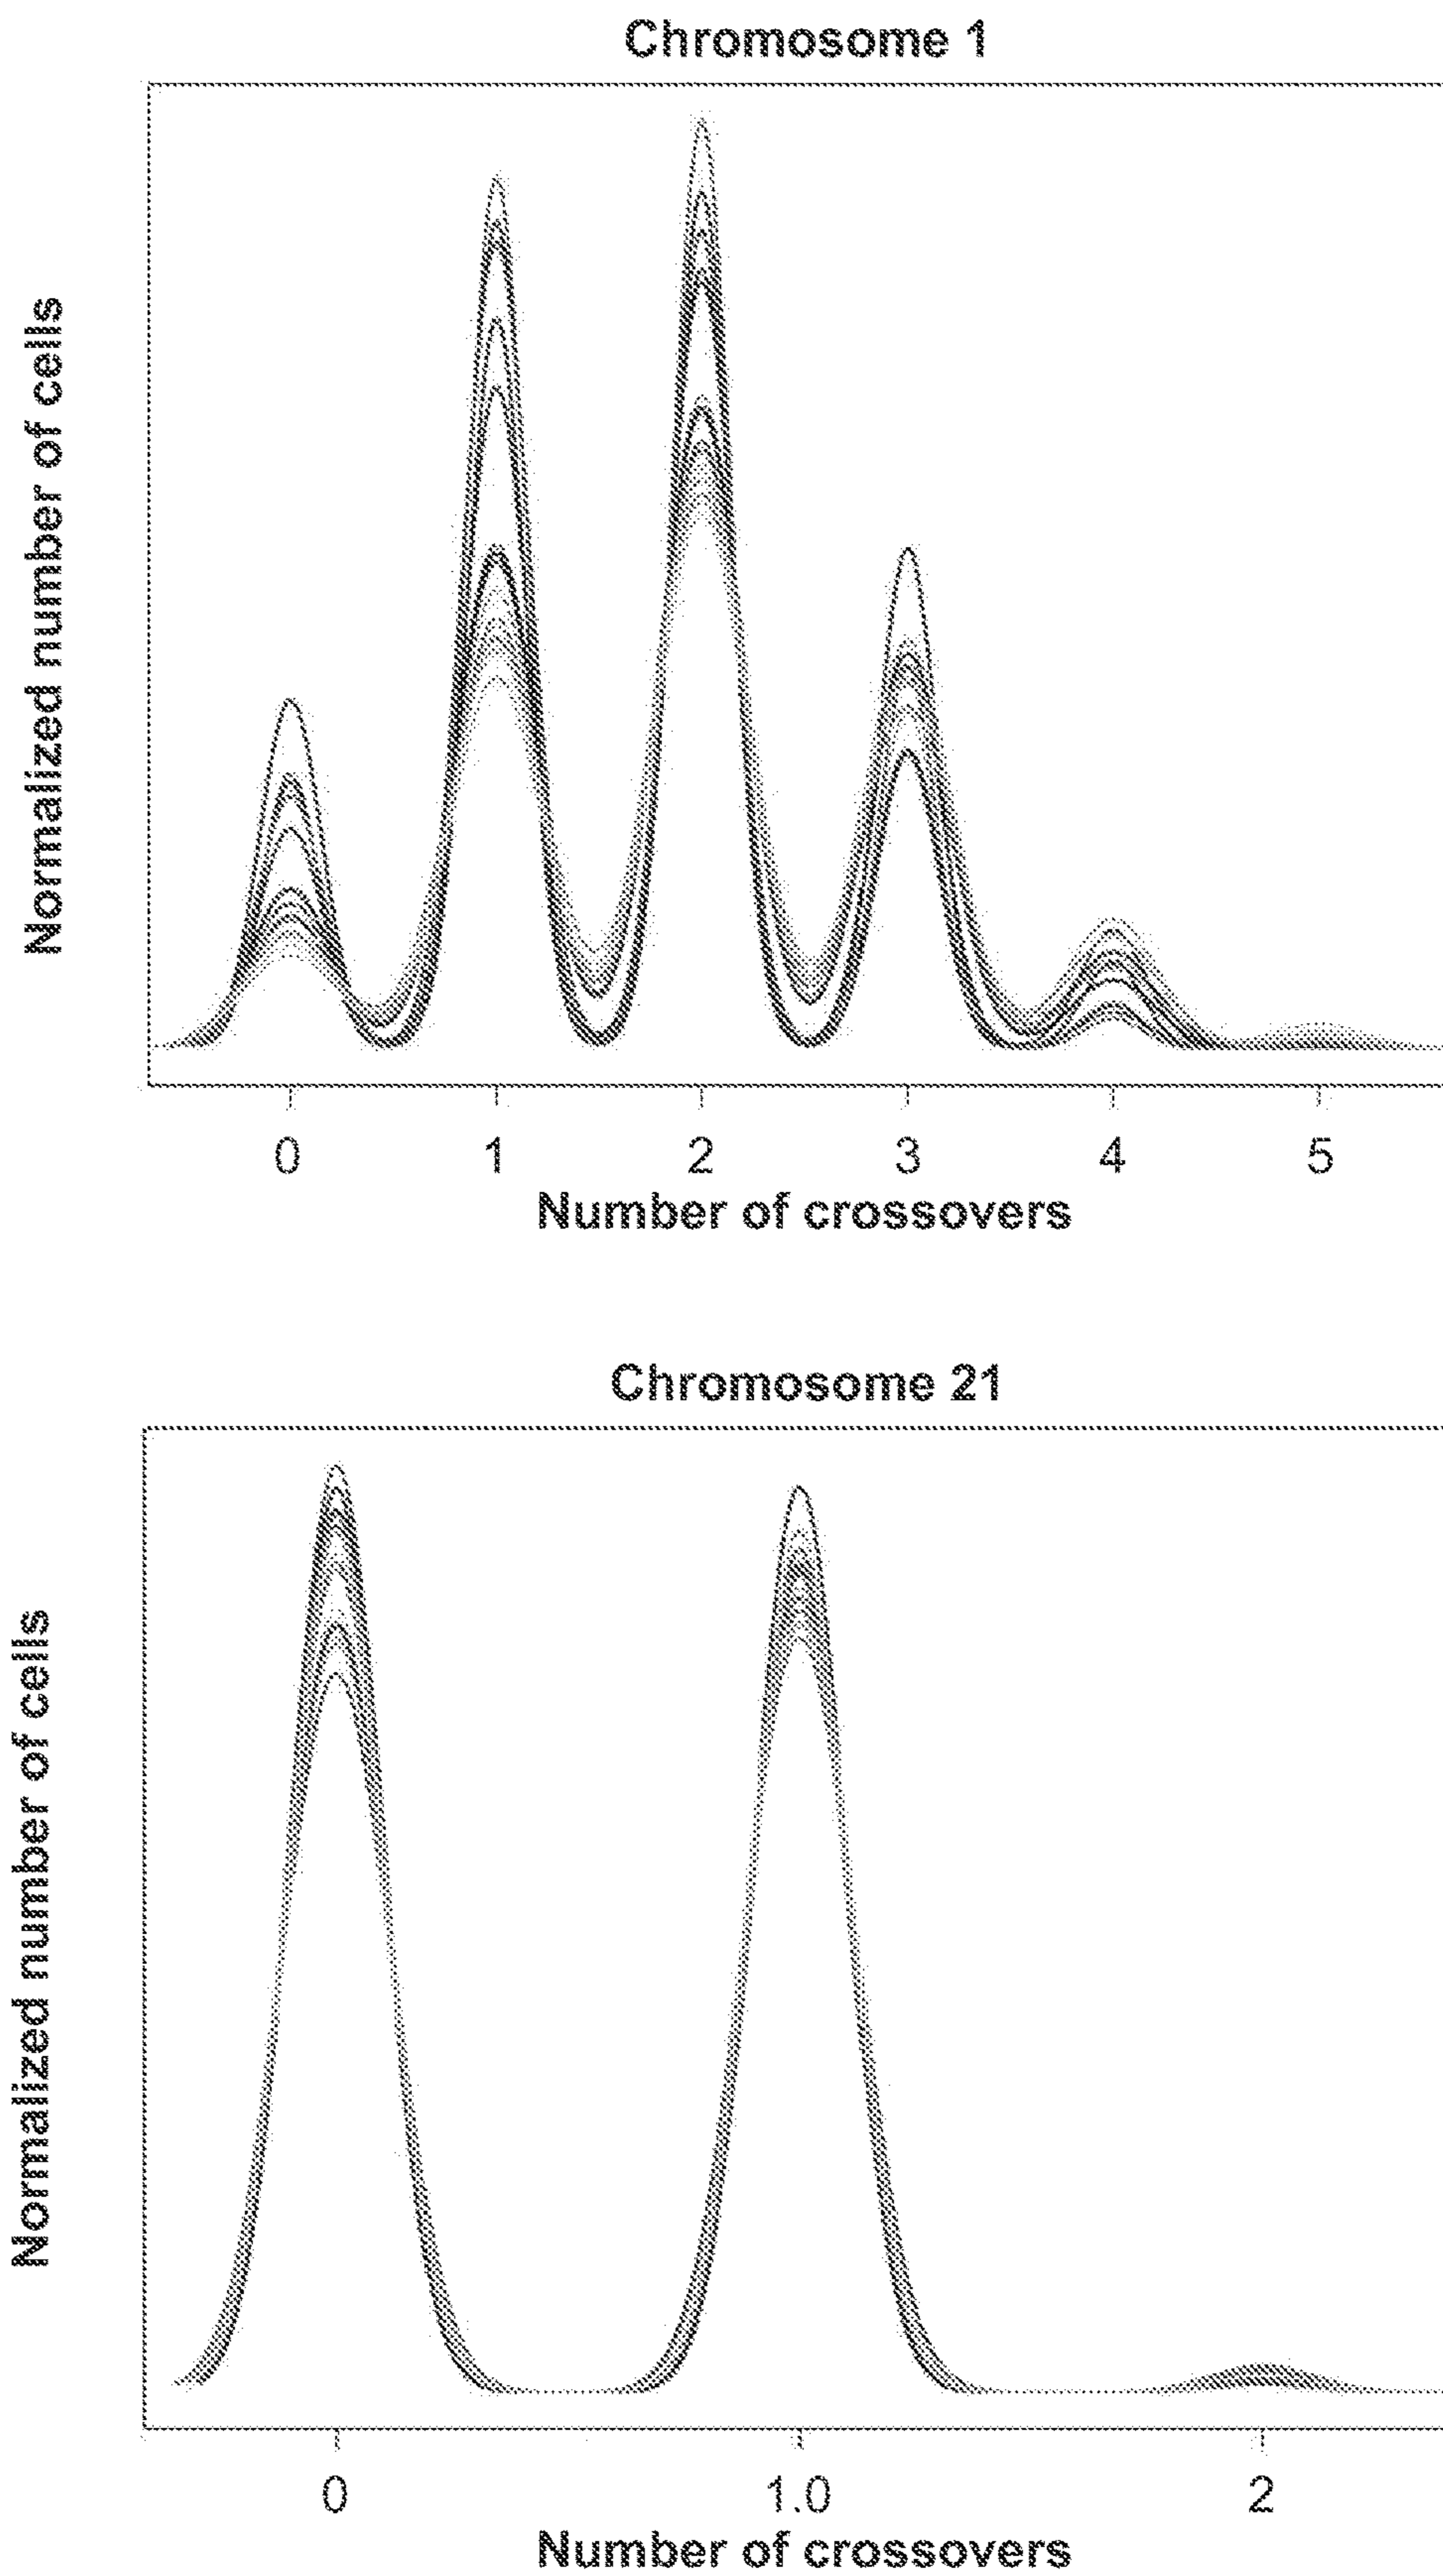 Chromosome 1
Normalized number of cells
0 1 2 3 4 5
Number of crossovers
Chromosome 21
Normalized number of cells
0 1.0 2
Number of crossovers